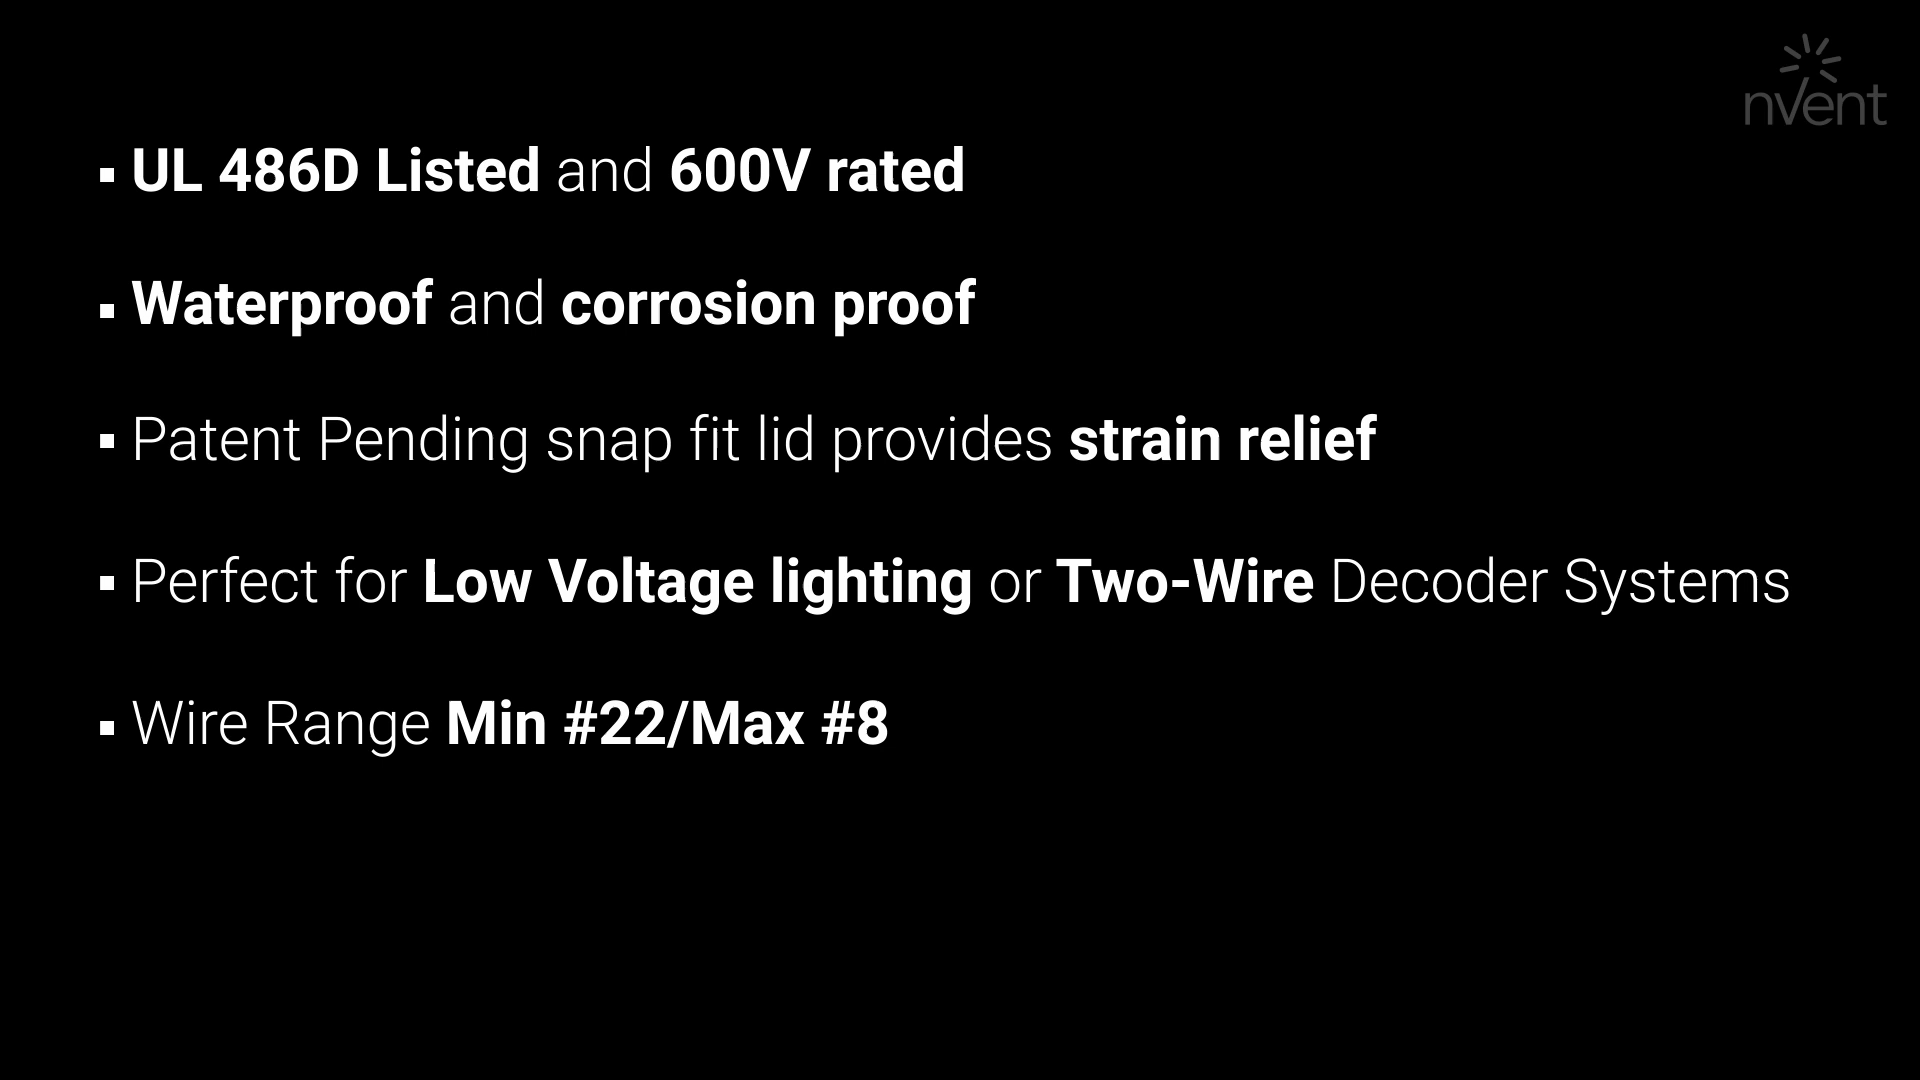 nvent
▪ UL 486D Listed and 600V rated
▪ Waterproof and corrosion proof
▪ Patent Pending snap fit lid provides strain relief
▪ Perfect for Low Voltage lighting or Two-Wire Decoder Systems
▪ Wire Range Min #22/Max #8